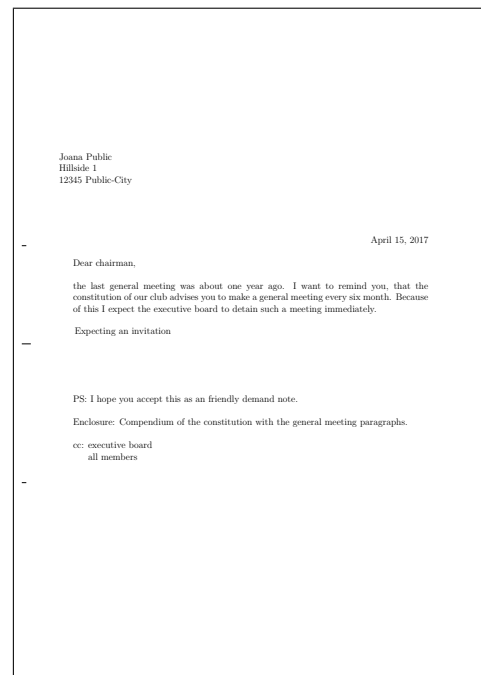 Joana Public
Hillside 1
12345 Public-City
April 15, 2017
Dear chairman,
the last general meeting was about one year ago. I want to remind you, that the
constitution of our club advises you to make a general meeting every six month. Because
of this I expect the executive board to detain such a meeting immediately.
Expecting an invitation
PS: I hope you accept this as an friendly demand note.
Enclosure: Compendium of the constitution with the general meeting paragraphs.
cc: executive board
all members